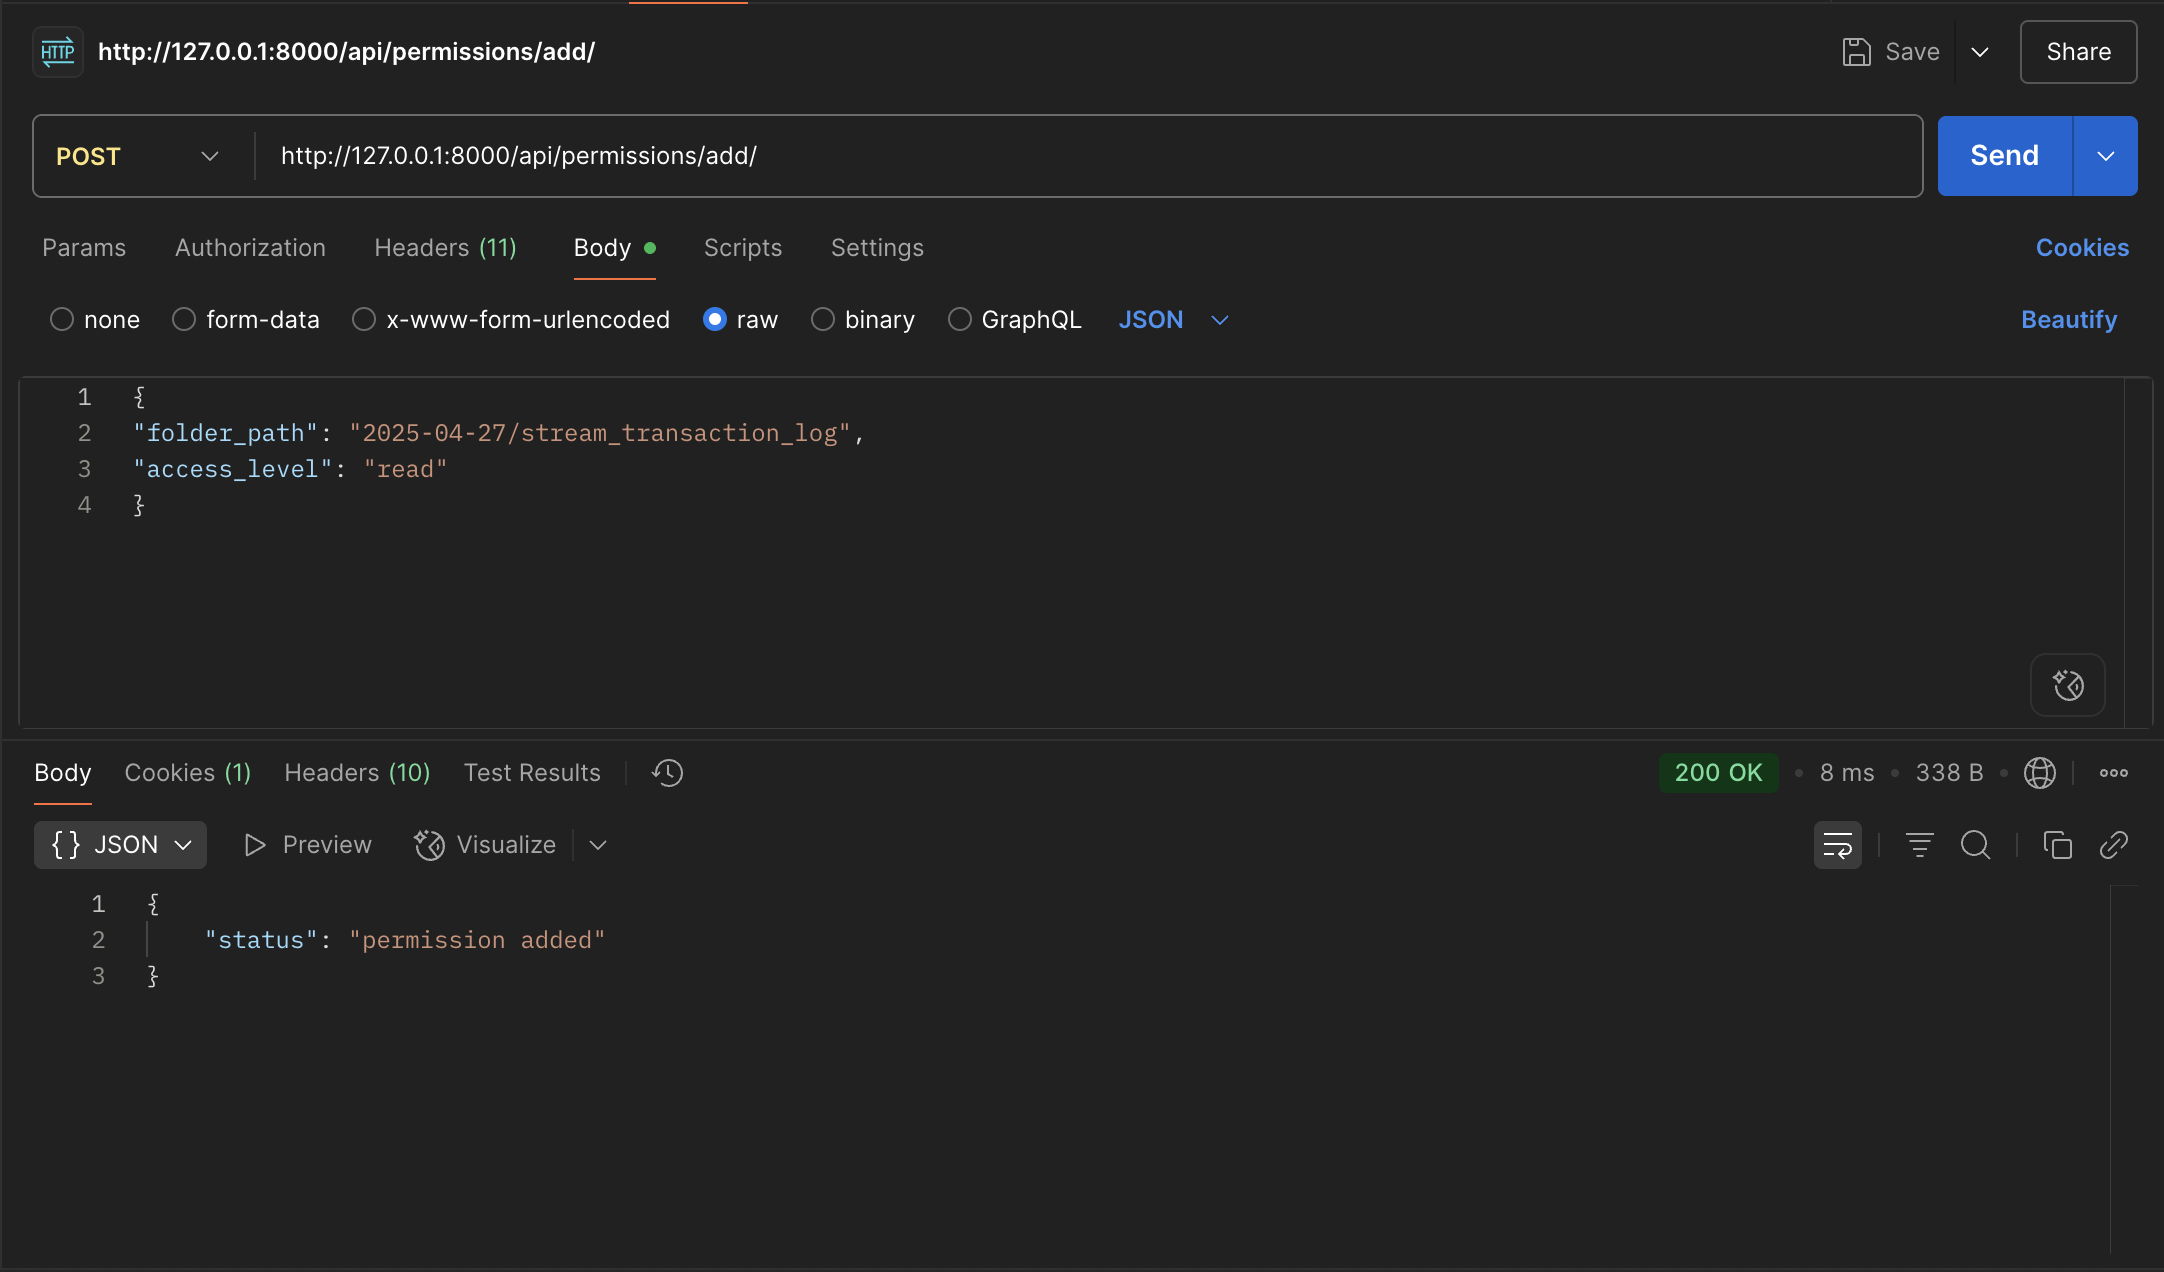 HTTP http://127.0.0.1:8000/api/permissions/add/ Save Share
POST http://127.0.0.1:8000/api/permissions/add/ Send
Params Authorization Headers (11) Body Scripts Settings Cookies
none form-data x-www-form-urlencoded raw binary GraphQL JSON Beautify
1 {
2 "folder_path": "2025-04-27/stream_transaction_log",
3 "access_level": "read"
4 }
Body Cookies (1) Headers (10) Test Results 200 OK • 8 ms • 338 B •
{} JSON Preview Visualize
1 {
2 "status": "permission added"
3 }